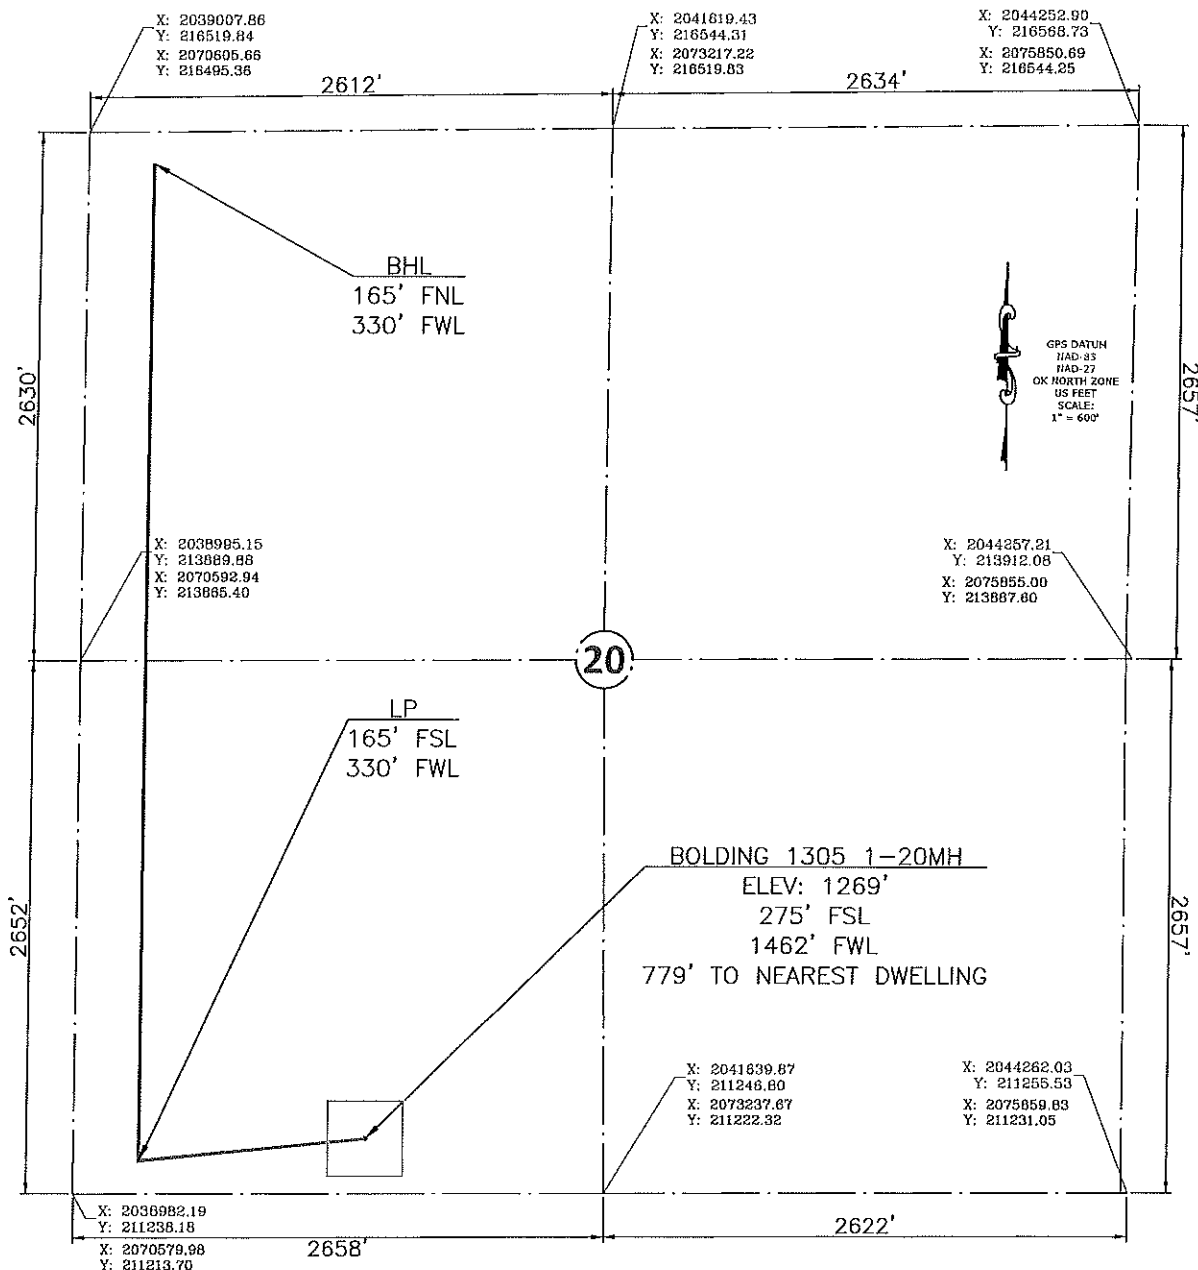 X: 2039007.86
Y: 216519.84
X: 2070605.66
Y: 216495.36
X: 2041619.43
Y: 216544.31
X: 2073217.22
Y: 216519.83
X: 2044252.90
Y: 216568.73
X: 2075850.69
Y: 216544.25
2612'
2634'
BHL
165' FNL
330' FWL
GPS DATUM
NAD-83
NAD-27
OK NORTH ZONE
US FEET
SCALE:
1" = 600'
2630'
2657'
X: 2038995.15
Y: 213889.88
X: 2070592.94
Y: 213865.40
X: 2044257.21
Y: 213912.08
X: 2075855.00
Y: 213887.60
20
LP
165' FSL
330' FWL
BOLDING 1305 1-20MH
ELEV: 1269'
275' FSL
1462' FWL
779' TO NEAREST DWELLING
2652'
2657'
X: 2041639.87
Y: 211246.80
X: 2073237.67
Y: 211222.32
X: 2044262.03
Y: 211255.53
X: 2075859.83
Y: 211231.05
X: 2038982.19
Y: 211238.18
X: 2070579.98
Y: 211213.70
2658'
2622'